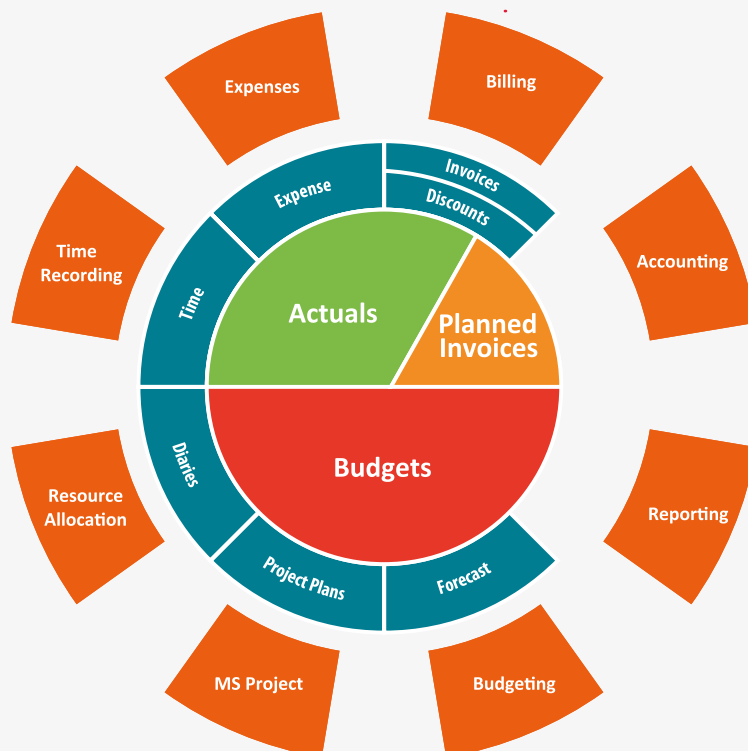 Expenses
Billing
Invoices
Discounts
Expense
Time
Recording
Time
Accounting
Actuals
Planned
Invoices
Budgets
Diaries
Resource
Allocation
Reporting
Project Plans
Forecast
MS Project
Budgeting